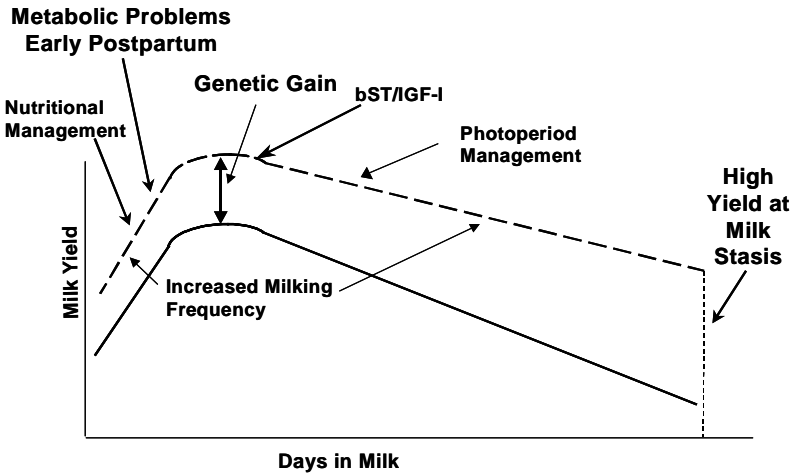 Metabolic Problems
Early Postpartum
Genetic Gain
bST/IGF-I
Nutritional
Management
Photoperiod
Management
High
Yield at
Milk
Stasis
Increased Milking
Frequency
Milk Yield
Days in Milk